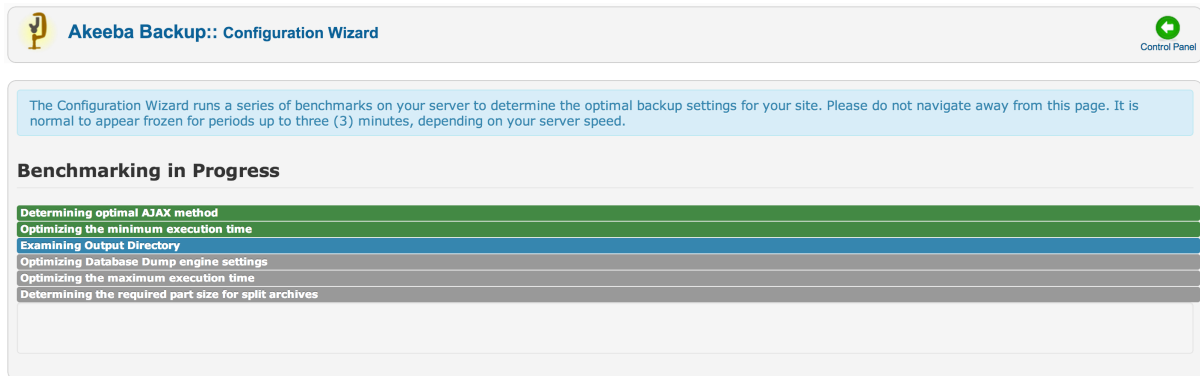 Akeeba Backup:: Configuration Wizard
Control Panel
The Configuration Wizard runs a series of benchmarks on your server to determine the optimal backup settings for your site. Please do not navigate away from this page. It is
normal to appear frozen for periods up to three (3) minutes, depending on your server speed.
Benchmarking in Progress
Determining optimal AJAX method
Optimizing the minimum execution time
Examining Output Directory
Optimizing Database Dump engine settings
Optimizing the maximum execution time
Determining the required part size for split archives